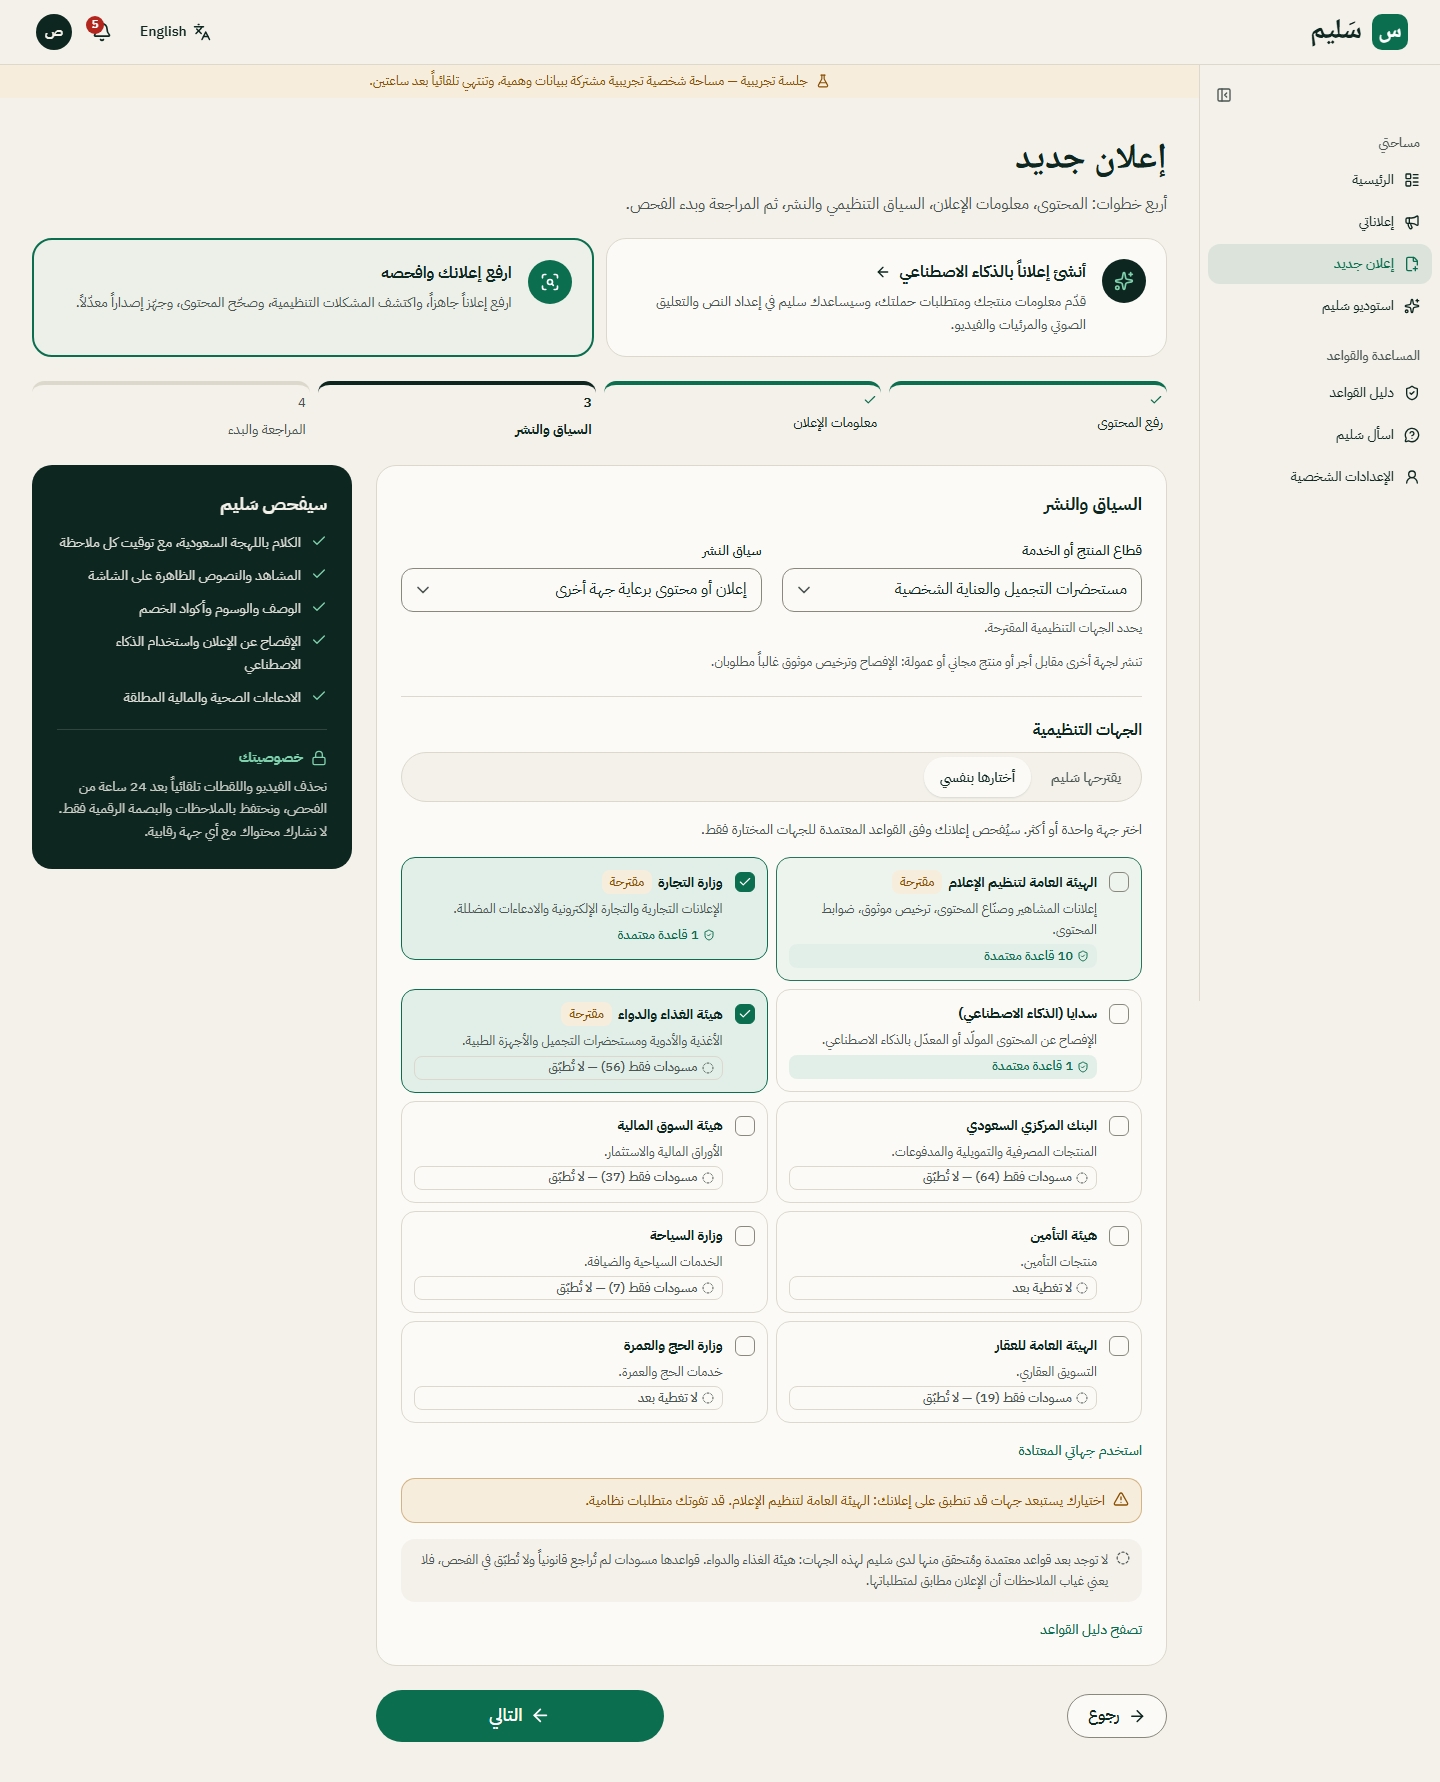 س سَليم
English
5
ص
جلسة تجريبية — مساحة شخصية تجريبية مشتركة ببيانات وهمية، وتنتهي تلقائياً بعد ساعتين.
مساحتي
الرئيسية
إعلاناتي
إعلان جديد
استوديو سَليم
المساعدة والقواعد
دليل القواعد
اسأل سَليم
الإعدادات الشخصية
إعلان جديد
أربع خطوات: المحتوى، معلومات الإعلان، السياق التنظيمي والنشر، ثم المراجعة وبدء الفحص.
أنشئ إعلاناً بالذكاء الاصطناعي
قدّم معلومات منتجك ومتطلبات حملتك، وسيساعدك سليم في إعداد النص والتعليق
الصوتي والمرئيات والفيديو.
ارفع إعلانك وافحصه
ارفع إعلاناً جاهزاً، واكتشف المشكلات التنظيمية، وصحّح المحتوى، وجهّز إصداراً معدّلاً.
رفع المحتوى
معلومات الإعلان
3
السياق والنشر
4
المراجعة والبدء
السياق والنشر
قطاع المنتج أو الخدمة
مستحضرات التجميل والعناية الشخصية
يحدد الجهات التنظيمية المقترحة.
سياق النشر
إعلان أو محتوى برعاية جهة أخرى
تنشر لجهة أخرى مقابل أجر أو منتج مجاني أو عمولة: الإفصاح وترخيص موثوق غالباً مطلوبان.
الجهات التنظيمية
يقترحها سَليم
أختارها بنفسي
اختر جهة واحدة أو أكثر. سيُفحص إعلانك وفق القواعد المعتمدة للجهات المختارة فقط.
الهيئة العامة لتنظيم الإعلام مقترحة
إعلانات المشاهير وصنّاع المحتوى، ترخيص موثوق، ضوابط
المحتوى.
10 قاعدة معتمدة
وزارة التجارة مقترحة
الإعلانات التجارية والتجارة الإلكترونية والادعاءات المضللة.
1 قاعدة معتمدة
سدايا (الذكاء الاصطناعي)
الإفصاح عن المحتوى المولّد أو المعدّل بالذكاء الاصطناعي.
1 قاعدة معتمدة
هيئة الغذاء والدواء مقترحة
الأغذية والأدوية ومستحضرات التجميل والأجهزة الطبية.
مسودات فقط (56) — لا تُطبّق
البنك المركزي السعودي
المنتجات المصرفية والتمويلية والمدفوعات.
مسودات فقط (64) — لا تُطبّق
هيئة السوق المالية
الأوراق المالية والاستثمار.
مسودات فقط (37) — لا تُطبّق
هيئة التأمين
منتجات التأمين.
لا تغطية بعد
وزارة السياحة
الخدمات السياحية والضيافة.
مسودات فقط (7) — لا تُطبّق
الهيئة العامة للعقار
التسويق العقاري.
مسودات فقط (19) — لا تُطبّق
وزارة الحج والعمرة
خدمات الحج والعمرة.
لا تغطية بعد
استخدم جهاتي المعتادة
اختيارك يستبعد جهات قد تنطبق على إعلانك: الهيئة العامة لتنظيم الإعلام. قد تفوتك متطلبات نظامية.
لا توجد بعد قواعد معتمدة ومُتحقق منها لدى سَليم لهذه الجهات: هيئة الغذاء والدواء. قواعدها مسودات لم تُراجع قانونياً ولا تُطبّق في الفحص، فلا
يعني غياب الملاحظات أن الإعلان مطابق لمتطلباتها.
تصفح دليل القواعد
رجوع
التالي
سيفحص سَليم
الكلام باللهجة السعودية، مع توقيت كل ملاحظة
المشاهد والنصوص الظاهرة على الشاشة
الوصف والوسوم وأكواد الخصم
الإفصاح عن الإعلان واستخدام الذكاء
الاصطناعي
الادعاءات الصحية والمالية المطلقة
خصوصيتك
نحذف الفيديو واللقطات تلقائياً بعد 24 ساعة من
الفحص، ونحتفظ بالملاحظات والبصمة الرقمية فقط.
لا نشارك محتواك مع أي جهة رقابية.